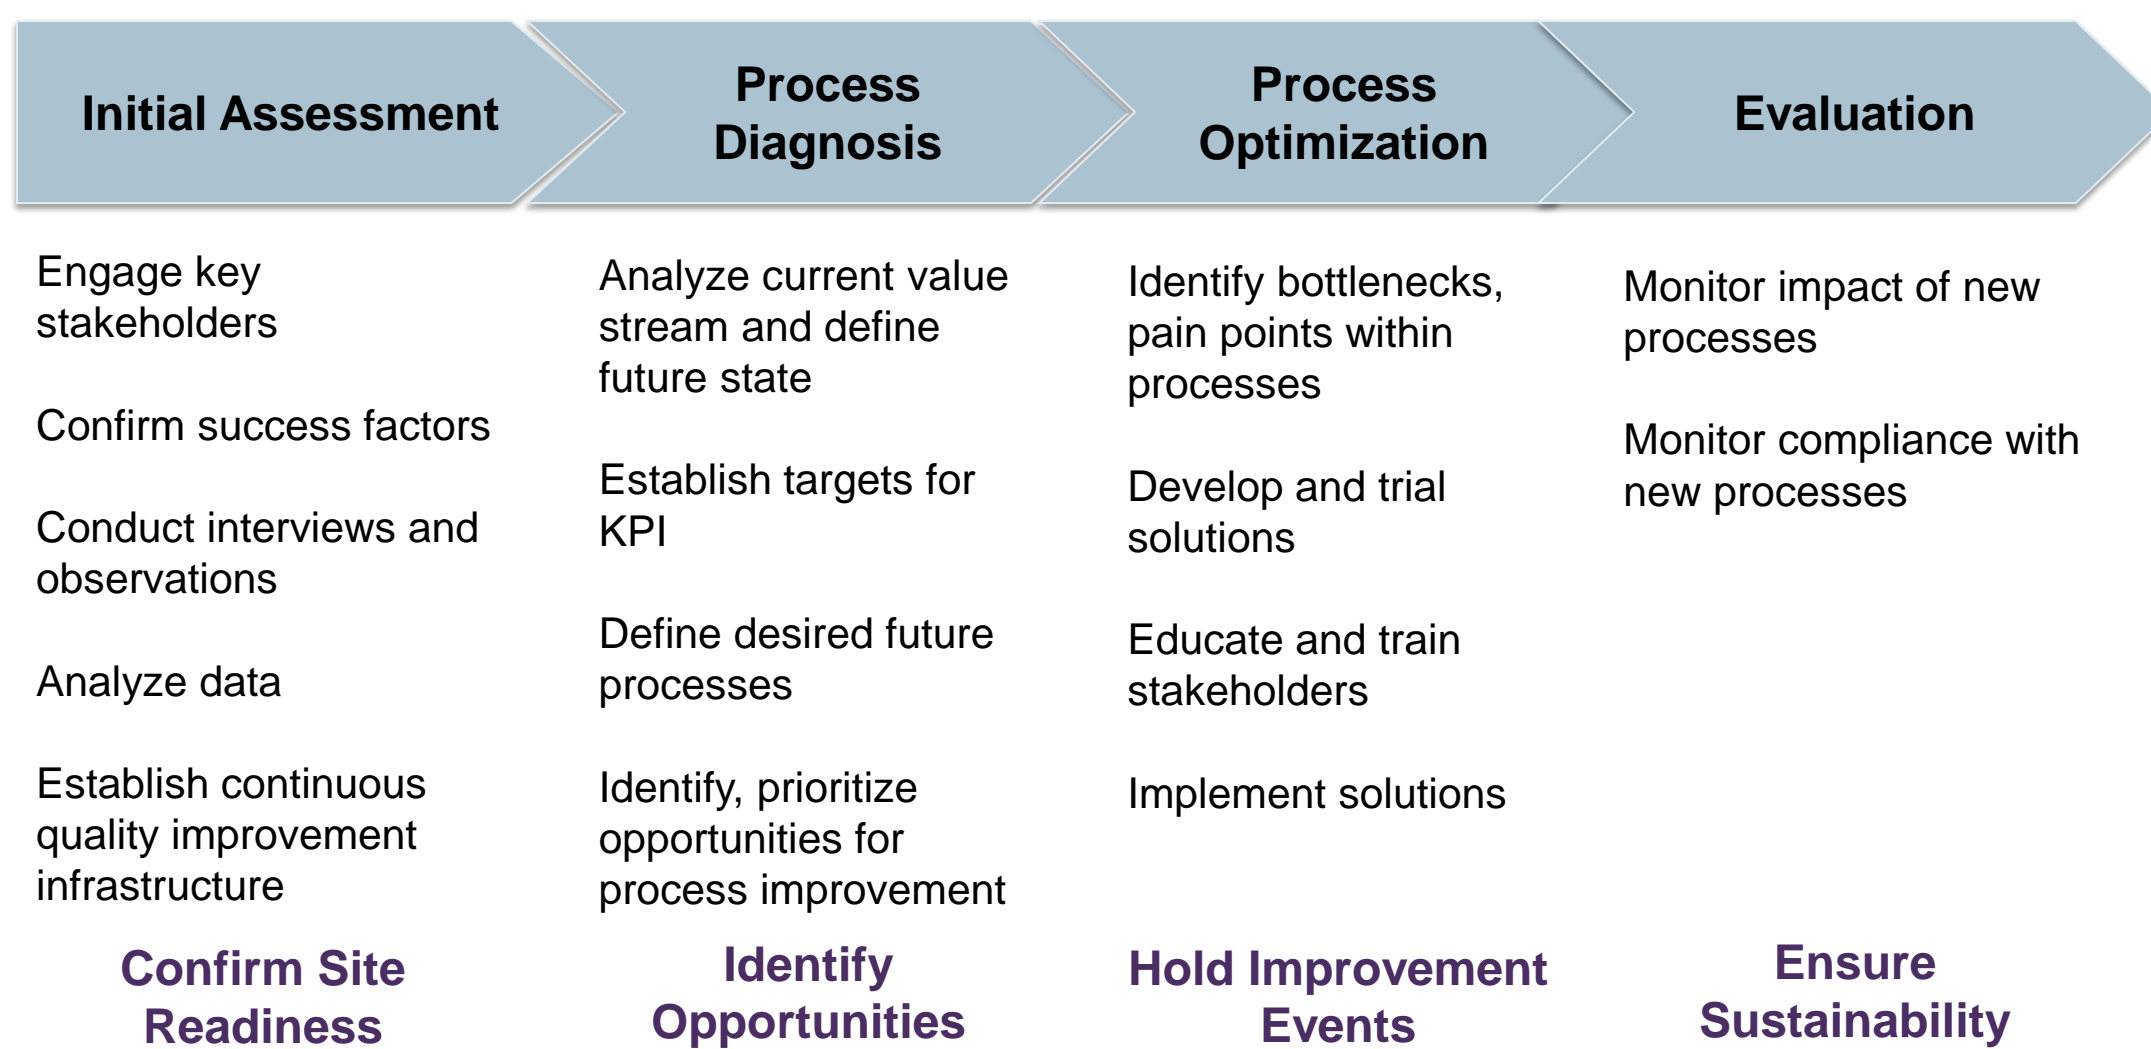 Initial Assessment
Process
Diagnosis
Process
Optimization
Evaluation
Engage key
stakeholders
Confirm success factors
Conduct interviews and
observations
Analyze data
Establish continuous
quality improvement
infrastructure
Confirm Site
Readiness
Analyze current value
stream and define
future state
Establish targets for
KPI
Define desired future
processes
Identify, prioritize
opportunities for
process improvement
Identify
Opportunities
Identify bottlenecks,
pain points within
processes
Develop and trial
solutions
Educate and train
stakeholders
Implement solutions
Hold Improvement
Events
Monitor impact of new
processes
Monitor compliance with
new processes
Ensure
Sustainability